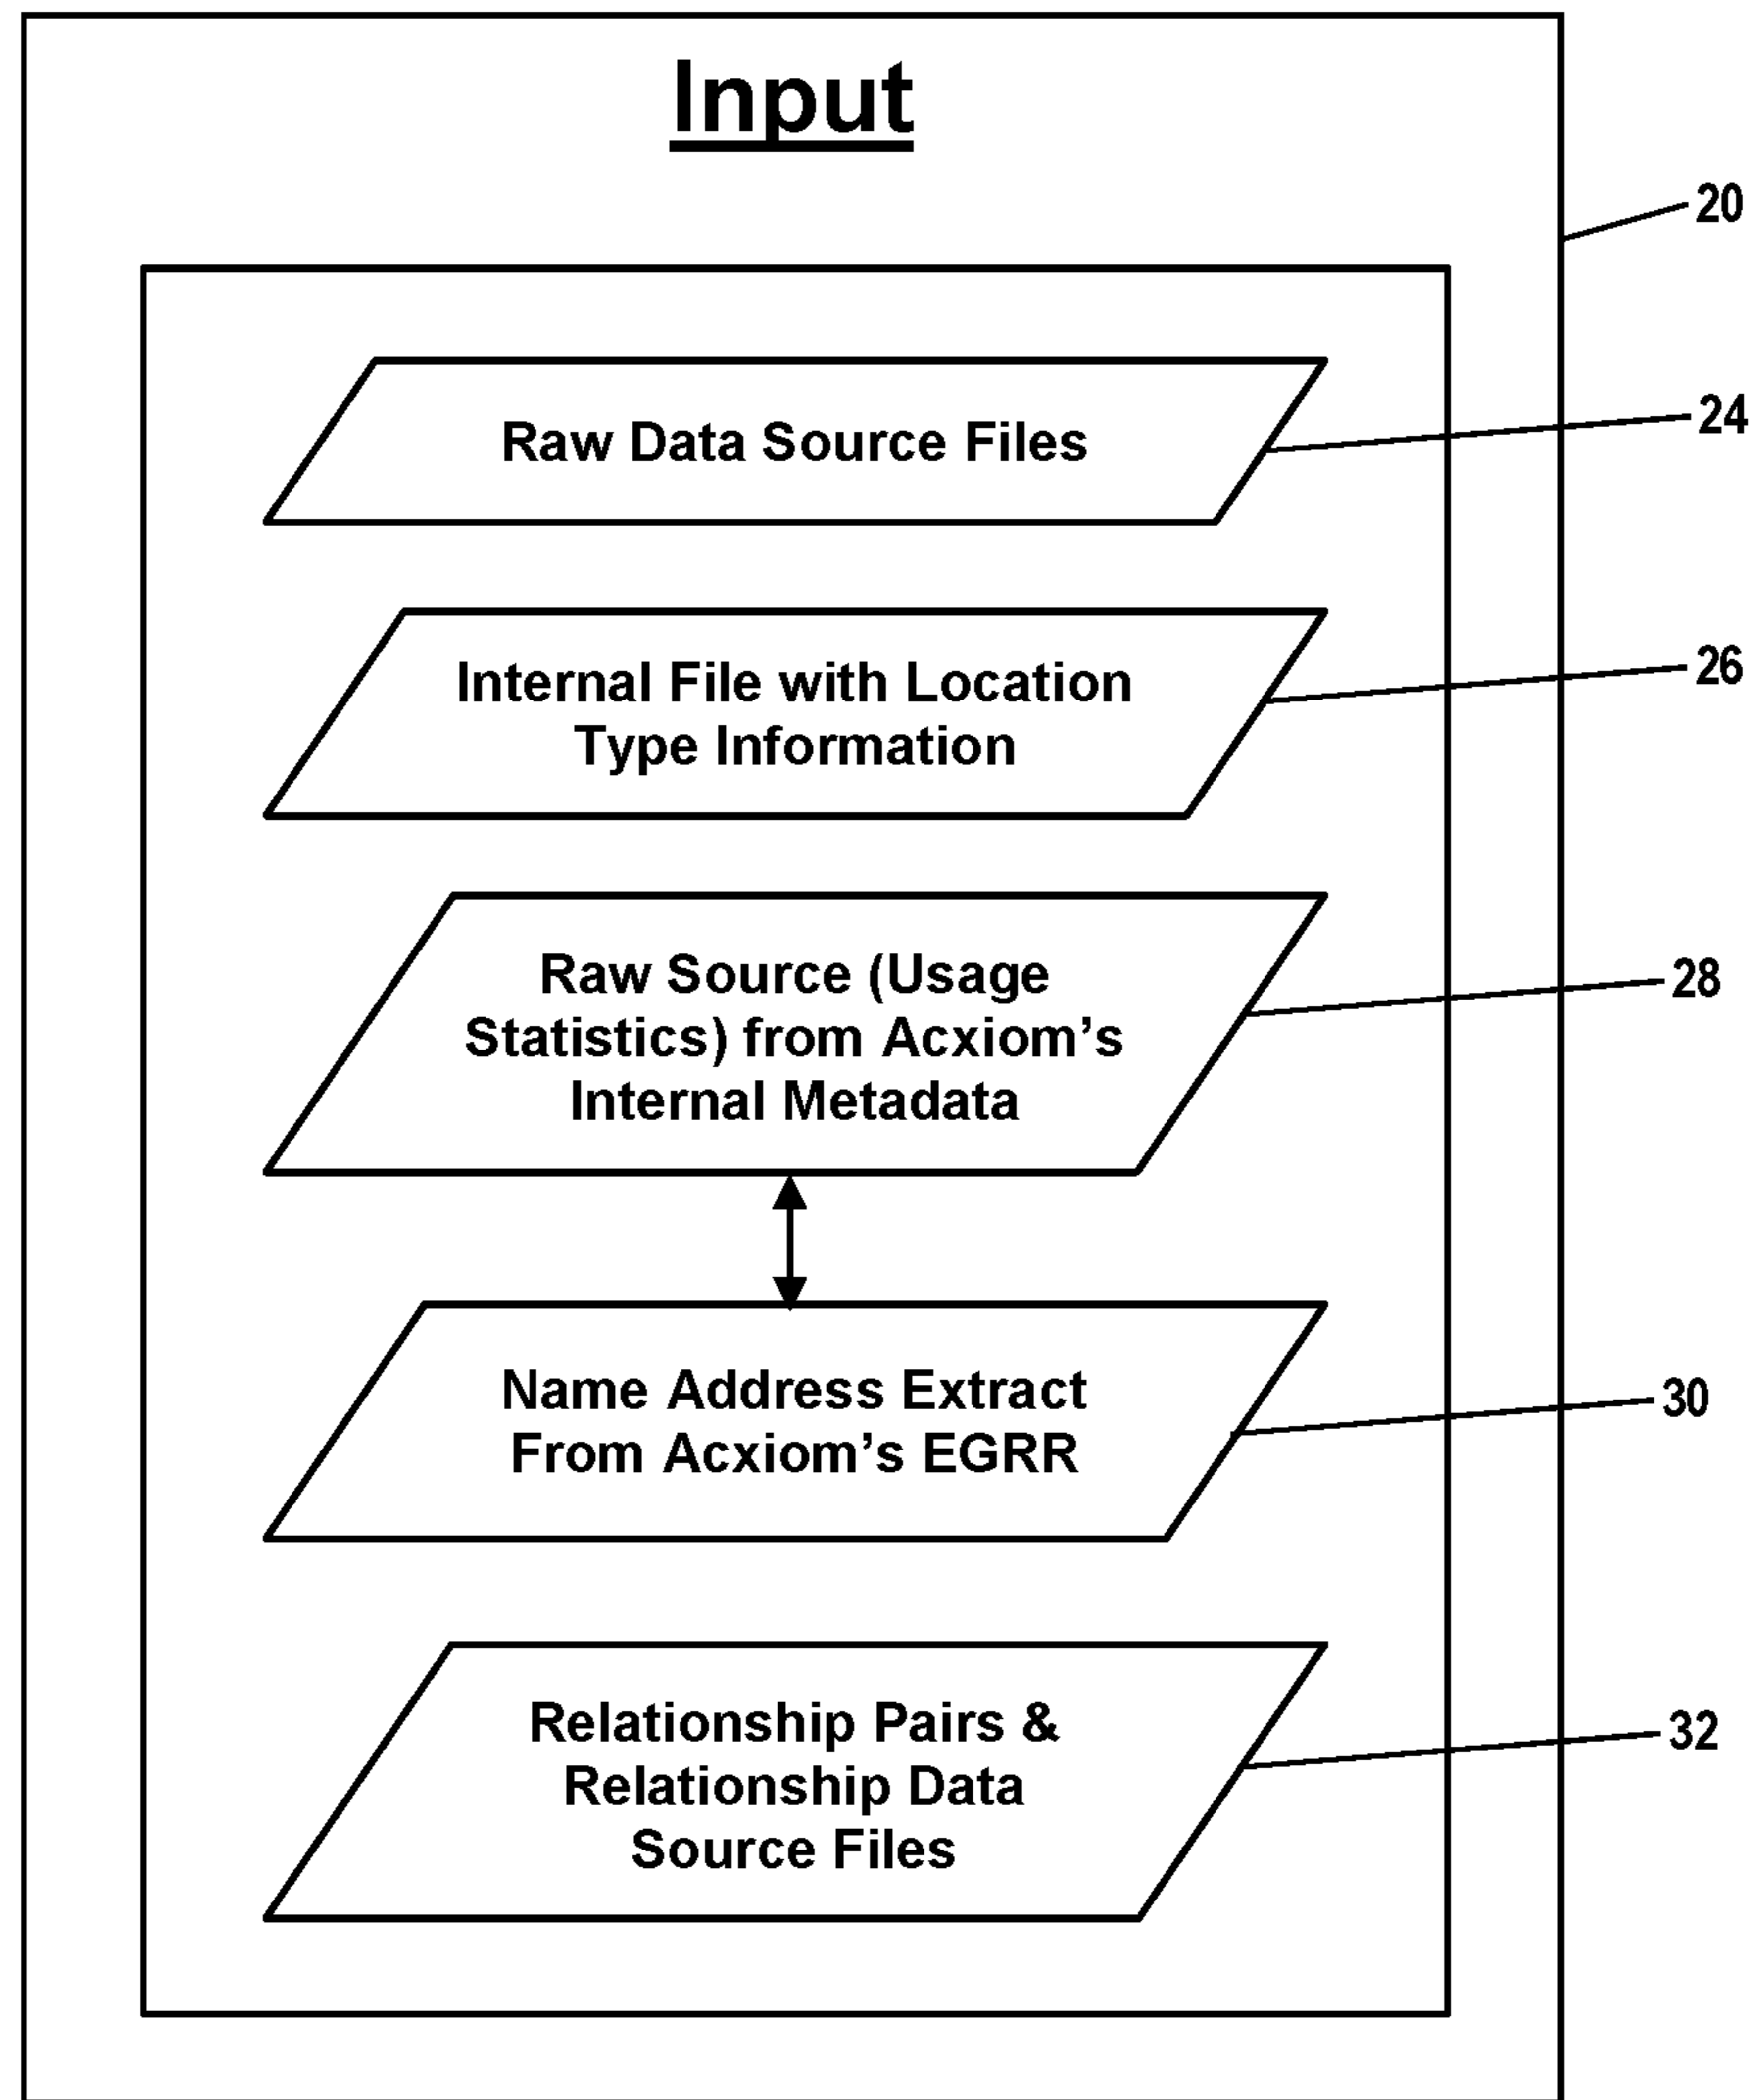 Input
20
Raw Data Source Files
24
Internal File with Location
Type Information
26
Raw Source (Usage
Statistics) from Acxiom’s
Internal Metadata
28
Name Address Extract
From Acxiom’s EGRR
30
Relationship Pairs &
Relationship Data
Source Files
32